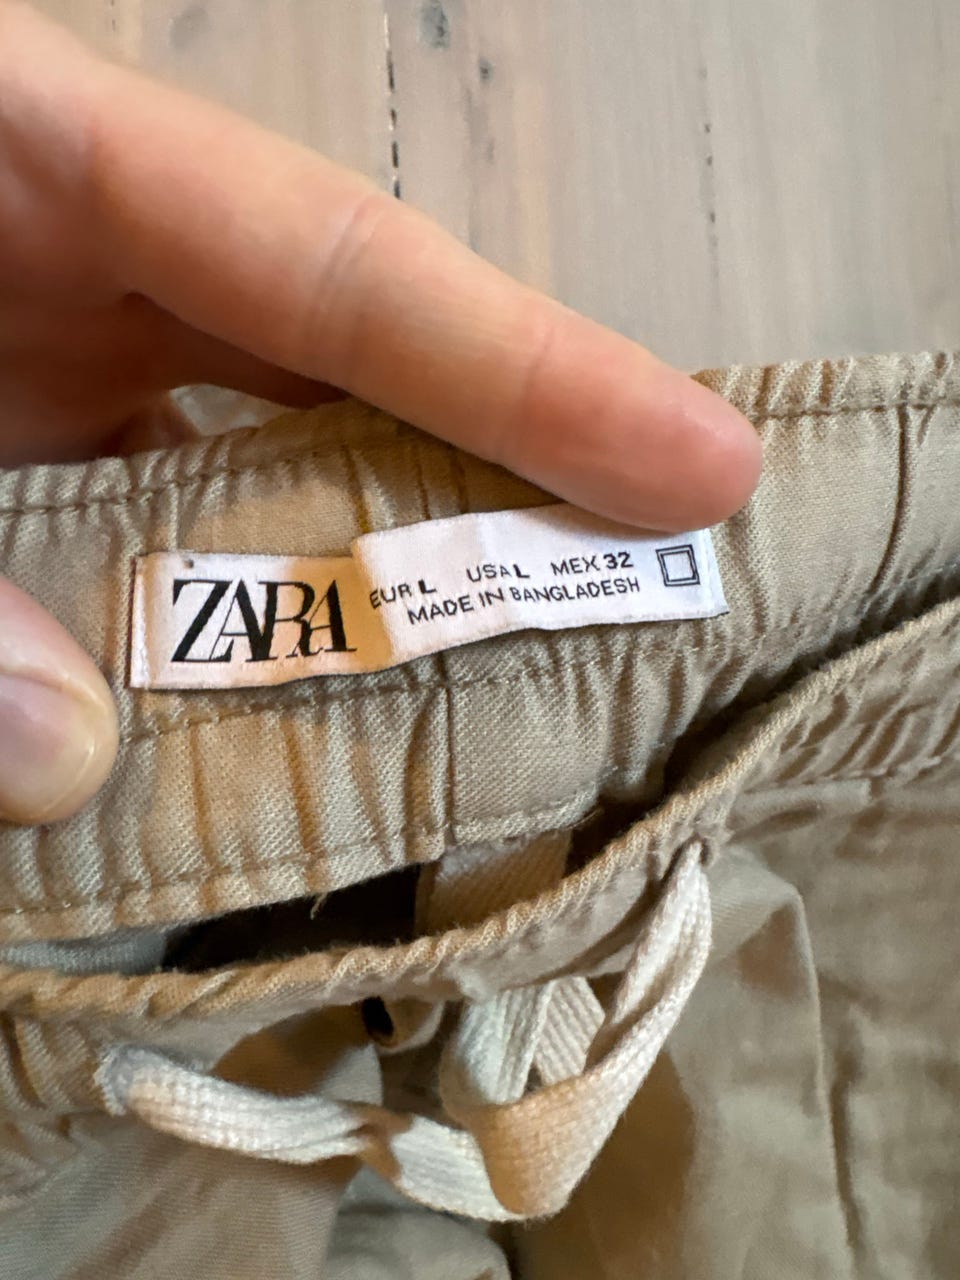 ZARA
EUR L USA L MEX 32
MADE IN BANGLADESH